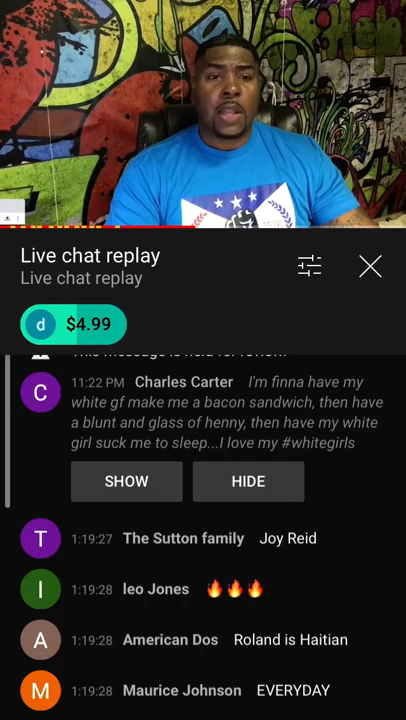 Live chat replay
Live chat replay
d $4.99
C 11:22 PM Charles Carter I'm finna have my
white gf make me a bacon sandwich, then have
a blunt and glass of henny, then have my white
girl suck me to sleep...I love my #whitegirls
SHOW HIDE
T 1:19:27 The Sutton family Joy Reid
l 1:19:28 leo Jones 🔥🔥🔥
A 1:19:28 American Dos Roland is Haitian
M 1:19:28 Maurice Johnson EVERYDAY